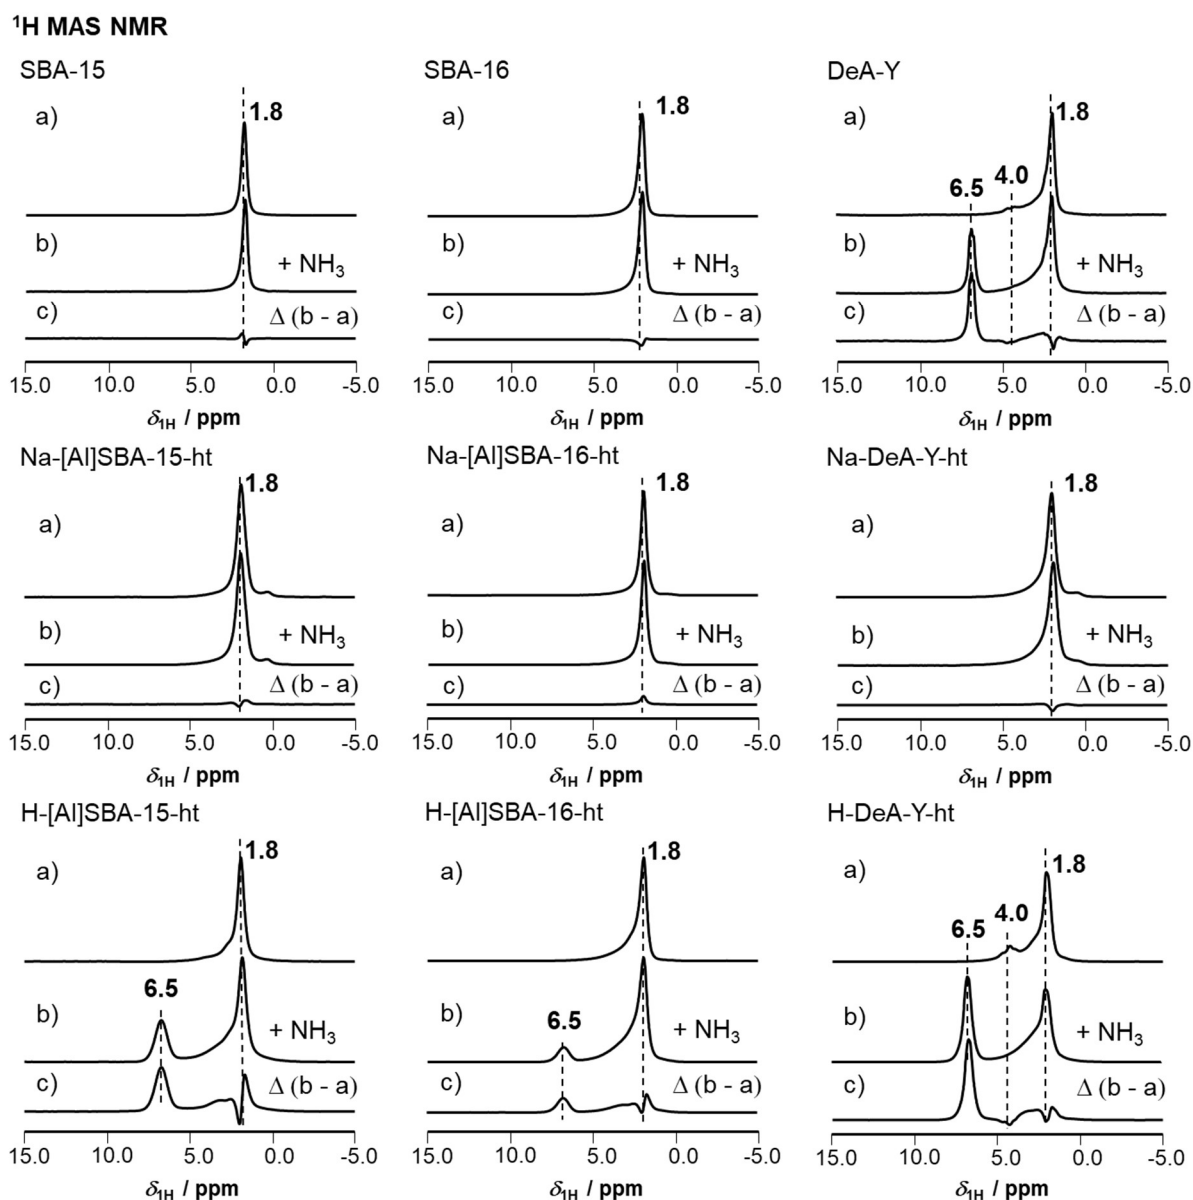 ¹H MAS NMR
SBA-15
a)
1.8
b)
+ NH₃
c)
Δ (b - a)
15.0 10.0 5.0 0.0 -5.0
δ₁H / ppm
SBA-16
a)
1.8
b)
+ NH₃
c)
Δ (b - a)
15.0 10.0 5.0 0.0 -5.0
δ₁H / ppm
DeA-Y
a)
1.8
4.0
6.5
b)
+ NH₃
c)
Δ (b - a)
15.0 10.0 5.0 0.0 -5.0
δ₁H / ppm
Na-[Al]SBA-15-ht
1.8
a)
b)
+ NH₃
c)
Δ (b - a)
15.0 10.0 5.0 0.0 -5.0
δ₁H / ppm
Na-[Al]SBA-16-ht
1.8
a)
b)
+ NH₃
c)
Δ (b - a)
15.0 10.0 5.0 0.0 -5.0
δ₁H / ppm
Na-DeA-Y-ht
1.8
a)
b)
+ NH₃
c)
Δ (b - a)
15.0 10.0 5.0 0.0 -5.0
δ₁H / ppm
H-[Al]SBA-15-ht
1.8
a)
6.5
b)
+ NH₃
c)
Δ (b - a)
15.0 10.0 5.0 0.0 -5.0
δ₁H / ppm
H-[Al]SBA-16-ht
1.8
a)
b)
6.5
+ NH₃
c)
Δ (b - a)
15.0 10.0 5.0 0.0 -5.0
δ₁H / ppm
H-DeA-Y-ht
a)
1.8
4.0
6.5
b)
+ NH₃
c)
Δ (b - a)
15.0 10.0 5.0 0.0 -5.0
δ₁H / ppm